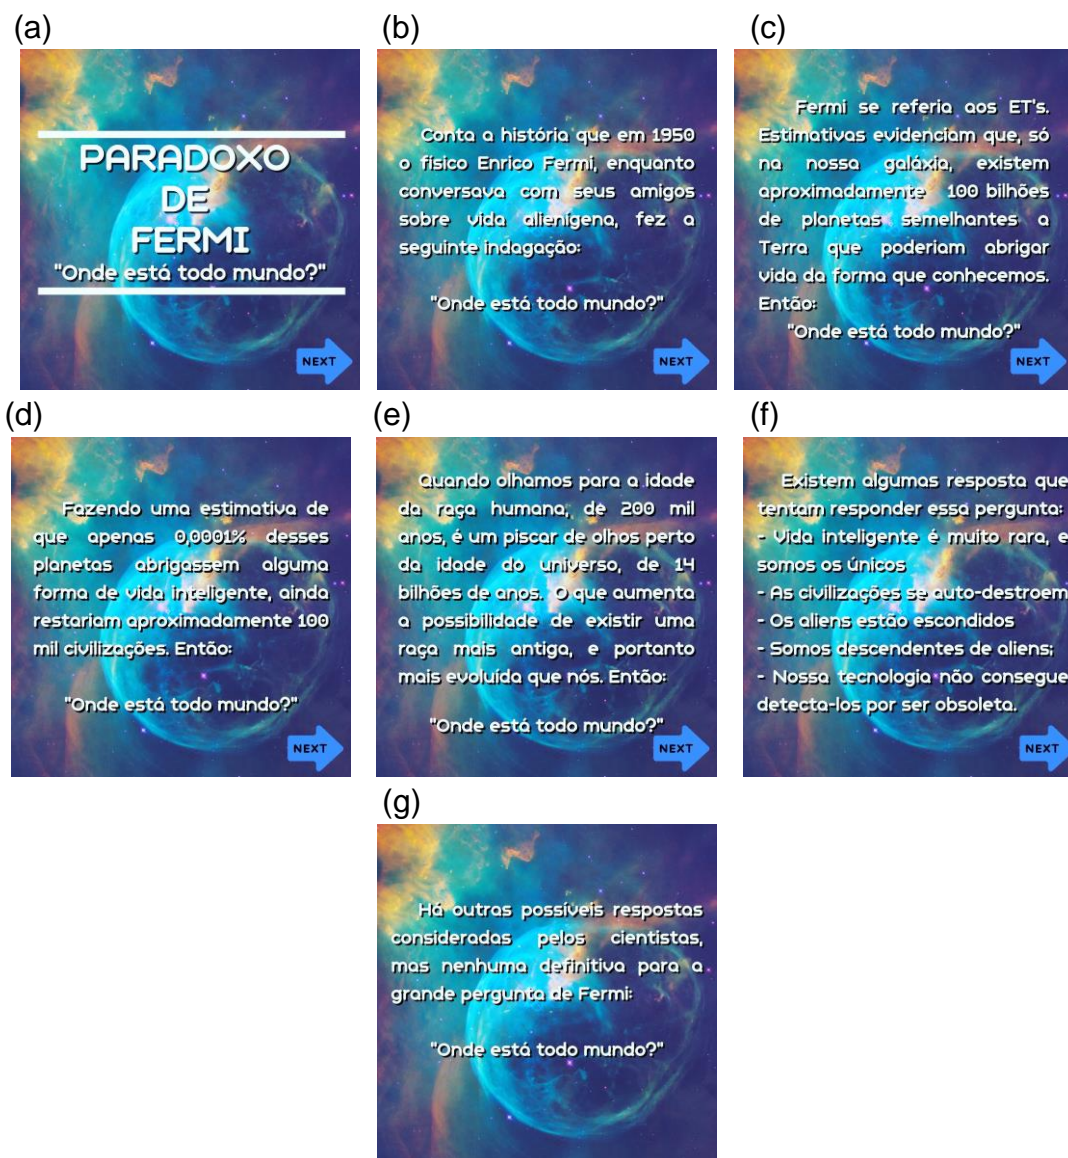 (a)
PARADOXO
DE
FERMI
"Onde está todo mundo?"
NEXT
(b)
Conta a história que em 1950
o físico Enrico Fermi, enquanto
conversava com seus amigos
sobre vida alienígena, fez a
seguinte indagação:
"Onde está todo mundo?"
NEXT
(c)
Fermi se referia aos ET's.
Estimativas evidenciam que, só
na nossa galáxia, existem
aproximadamente 100 bilhões
de planetas semelhantes a
Terra que poderiam abrigar
vida da forma que conhecemos.
Então:
"Onde está todo mundo?"
NEXT
(d)
Fazendo uma estimativa de
que apenas 0,0001% desses
planetas abrigassem alguma
forma de vida inteligente, ainda
restariam aproximadamente 100
mil civilizações. Então:
"Onde está todo mundo?"
NEXT
(e)
Quando olhamos para a idade
da raça humana, de 200 mil
anos, é um piscar de olhos perto
da idade do universo, de 14
bilhões de anos. O que aumenta
a possibilidade de existir uma
raça mais antiga, e portanto
mais evoluída que nós. Então:
"Onde está todo mundo?"
NEXT
(f)
Existem algumas resposta que
tentam responder essa pergunta:
- Vida inteligente é muito rara, e
somos os únicos
- As civilizações se auto-destroem
- Os aliens estão escondidos
- Somos descendentes de aliens;
- Nossa tecnologia não consegue
detecta-los por ser obsoleta.
NEXT
(g)
Há outras possíveis respostas
consideradas pelos cientistas,
mas nenhuma definitiva para a
grande pergunta de Fermi:
"Onde está todo mundo?"